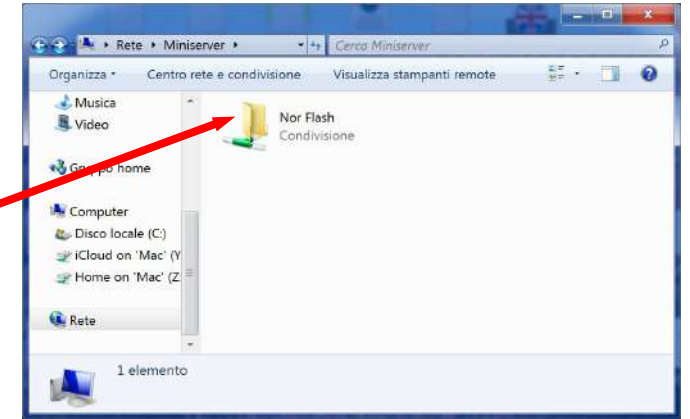 Rete Miniserver Cerca Miniserver
Organizza Centro rete e condivisione Visualizza stampanti remote
Musica
Video
Gruppo home
Computer
Disco locale (C:)
iCloud on 'Mac' (Y
Home on 'Mac' (Z
Rete
Nor Flash
Condivisione
1 elemento